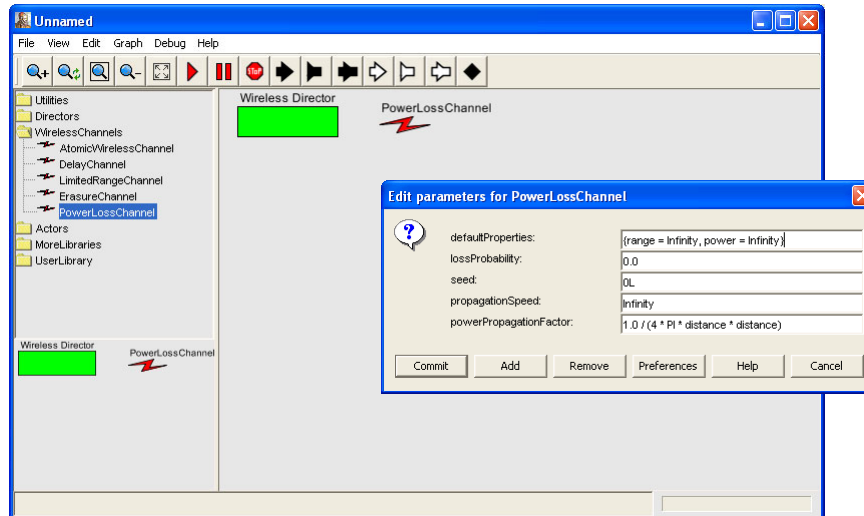 Unnamed
File View Edit Graph Debug Help
STOP
Utilities
Directors
WirelessChannels
AtomicWirelessChannel
DelayChannel
LimitedRangeChannel
ErasureChannel
PowerLossChannel
Actors
MoreLibraries
UserLibrary
Wireless Director
PowerLossChannel
Edit parameters for PowerLossChannel
defaultProperties: {range = Infinity, power = Infinity}
lossProbability: 0.0
seed: 0L
propagationSpeed: Infinity
powerPropagationFactor: 1.0 / (4 * PI * distance * distance)
Commit Add Remove Preferences Help Cancel
Wireless Director
PowerLossChannel